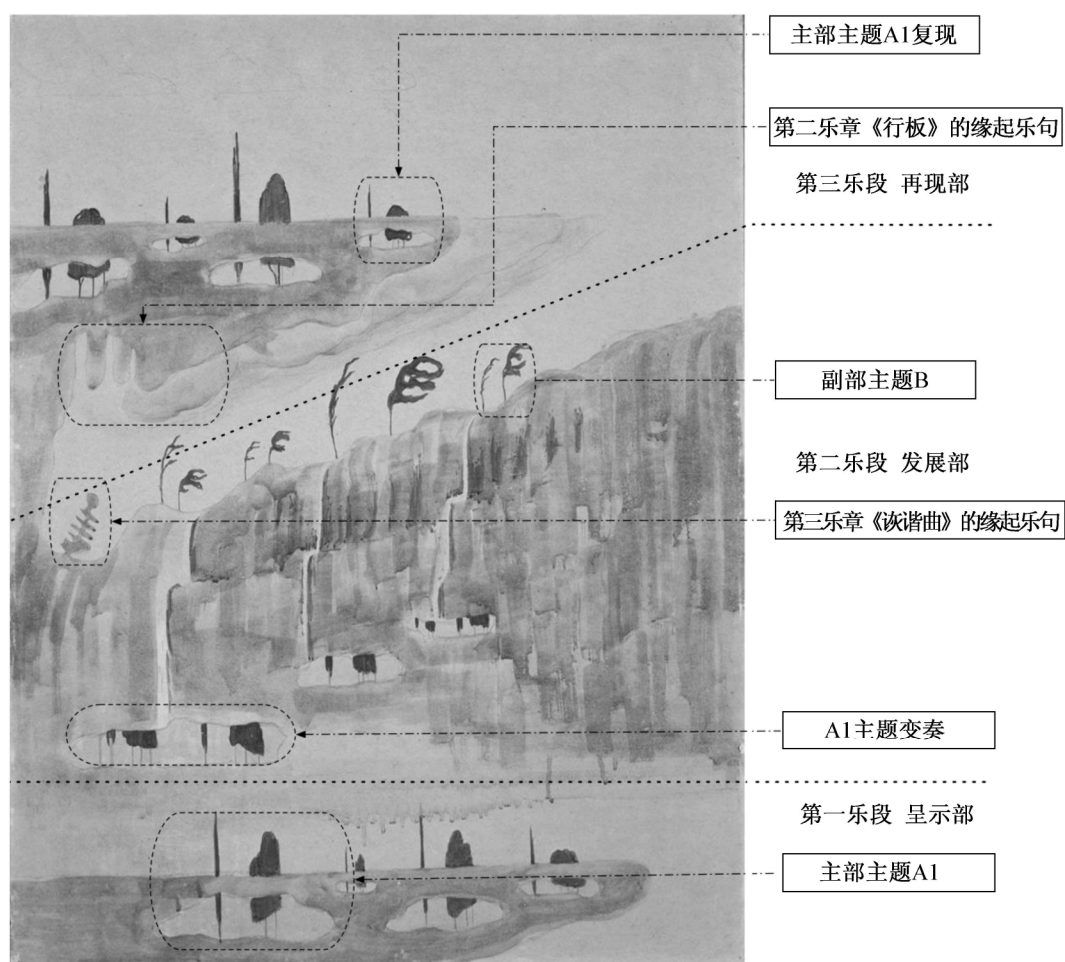 主部主题A1复现
第二乐章《行板》的缘起乐句
第三乐段 再现部
副部主题B
第二乐段 发展部
第三乐章《诙谐曲》的缘起乐句
A1主题变奏
第一乐段 呈示部
主部主题A1